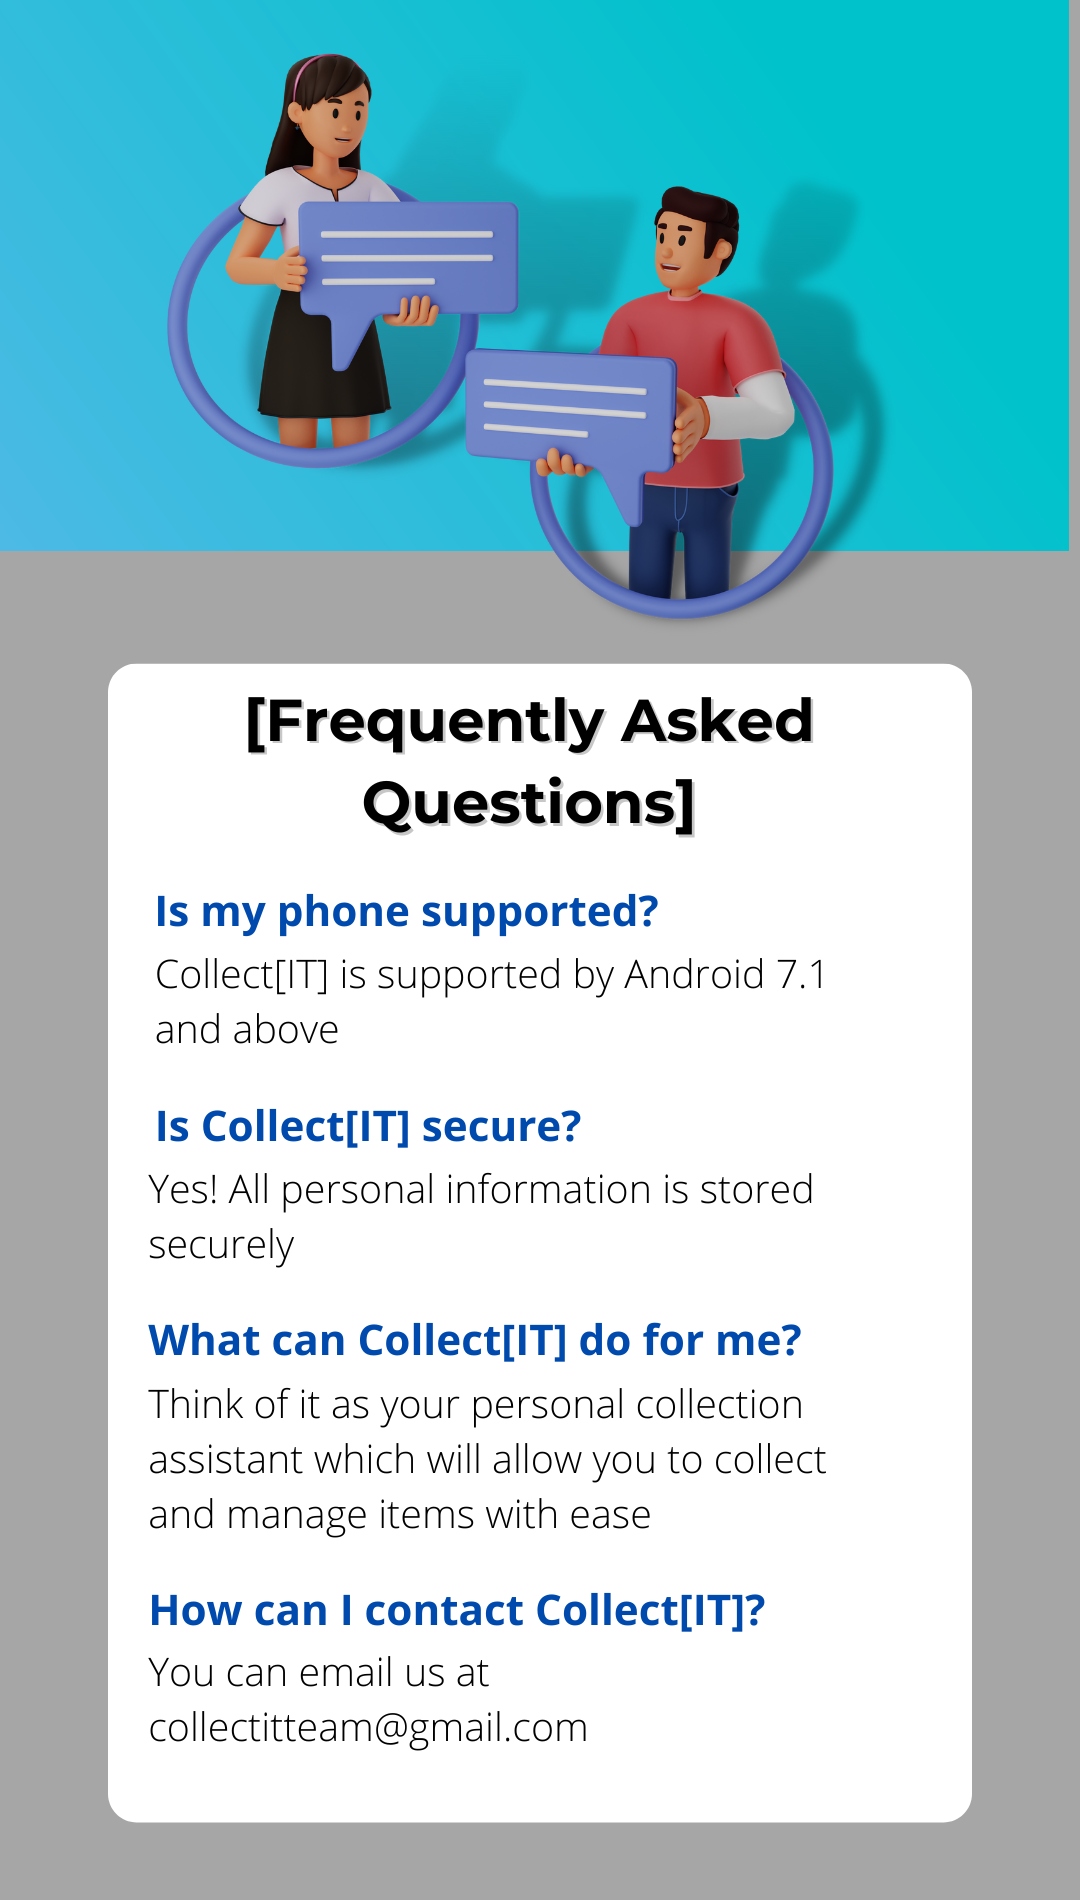 [Frequently Asked
Questions]
Is my phone supported?
Collect[IT] is supported by Android 7.1
and above
Is Collect[IT] secure?
Yes! All personal information is stored
securely
What can Collect[IT] do for me?
Think of it as your personal collection
assistant which will allow you to collect
and manage items with ease
How can I contact Collect[IT]?
You can email us at
collectitteam@gmail.com